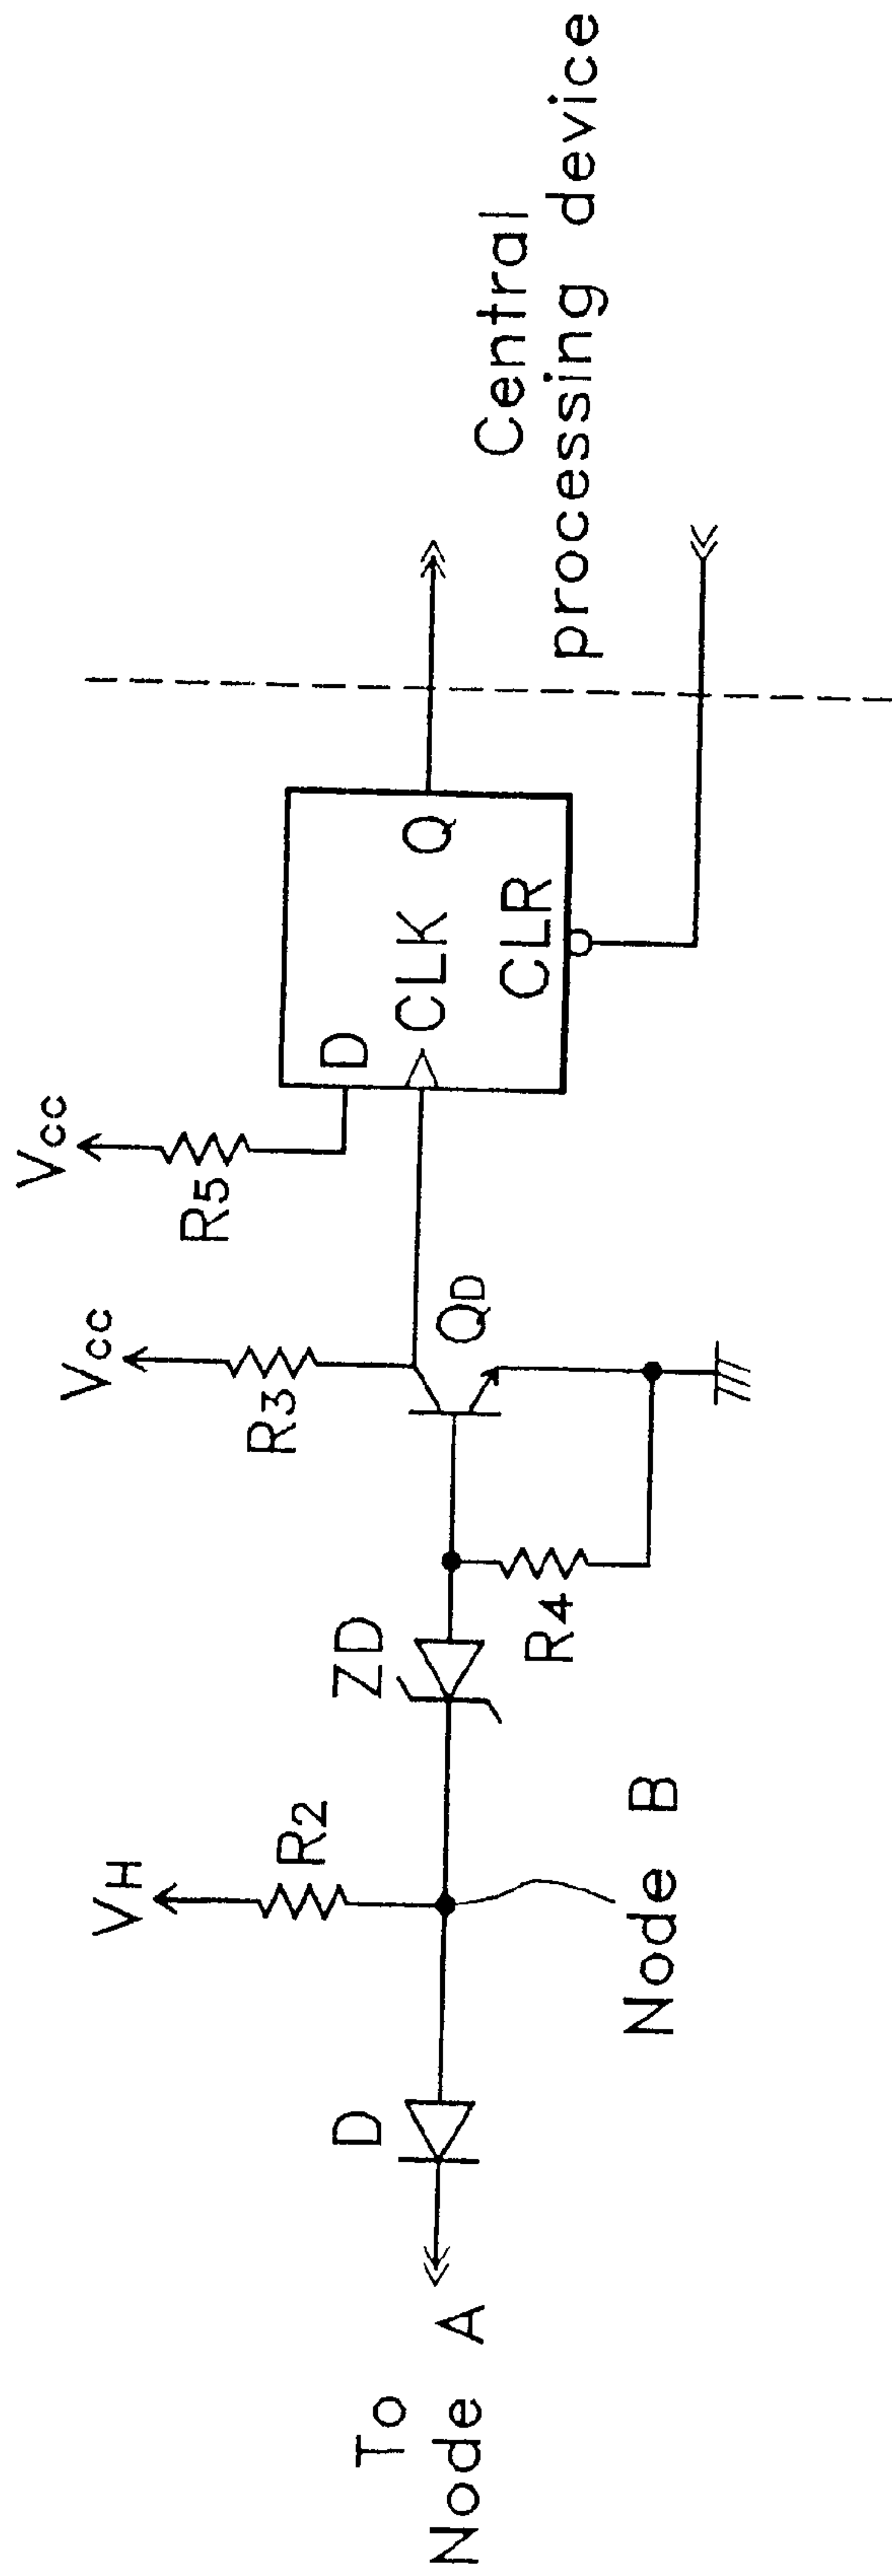 To
Node A
D
VH
R2
Node B
ZD
R4
Vcc
R3
QD
Vcc
R5
D
CLK Q
CLR
Central
processing device